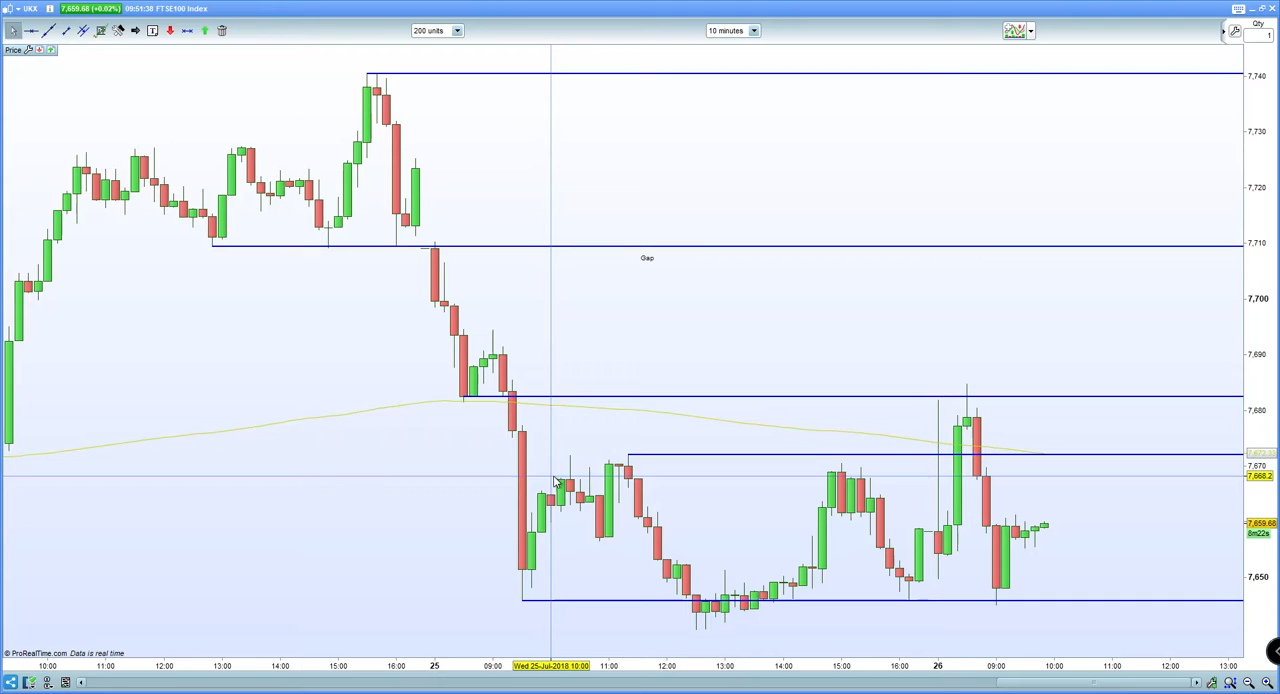 UKX 7,659.68 (+0.02%) 09:51:38 FTSE100 Index
200 units 10 minutes Qty
1
Price
7,740
7,730
7,720
7,710
Gap
7,700
7,690
7,680
7,670
7,668.2
7,659.68
8m22s
7,650
© ProRealTime.com Data is real time
10:00 11:00 12:00 13:00 14:00 15:00 16:00 25 09:00 Wed 25-Jul-2018 10:00 11:00 12:00 13:00 14:00 15:00 16:00 26 09:00 10:00 11:00 12:00 13:00